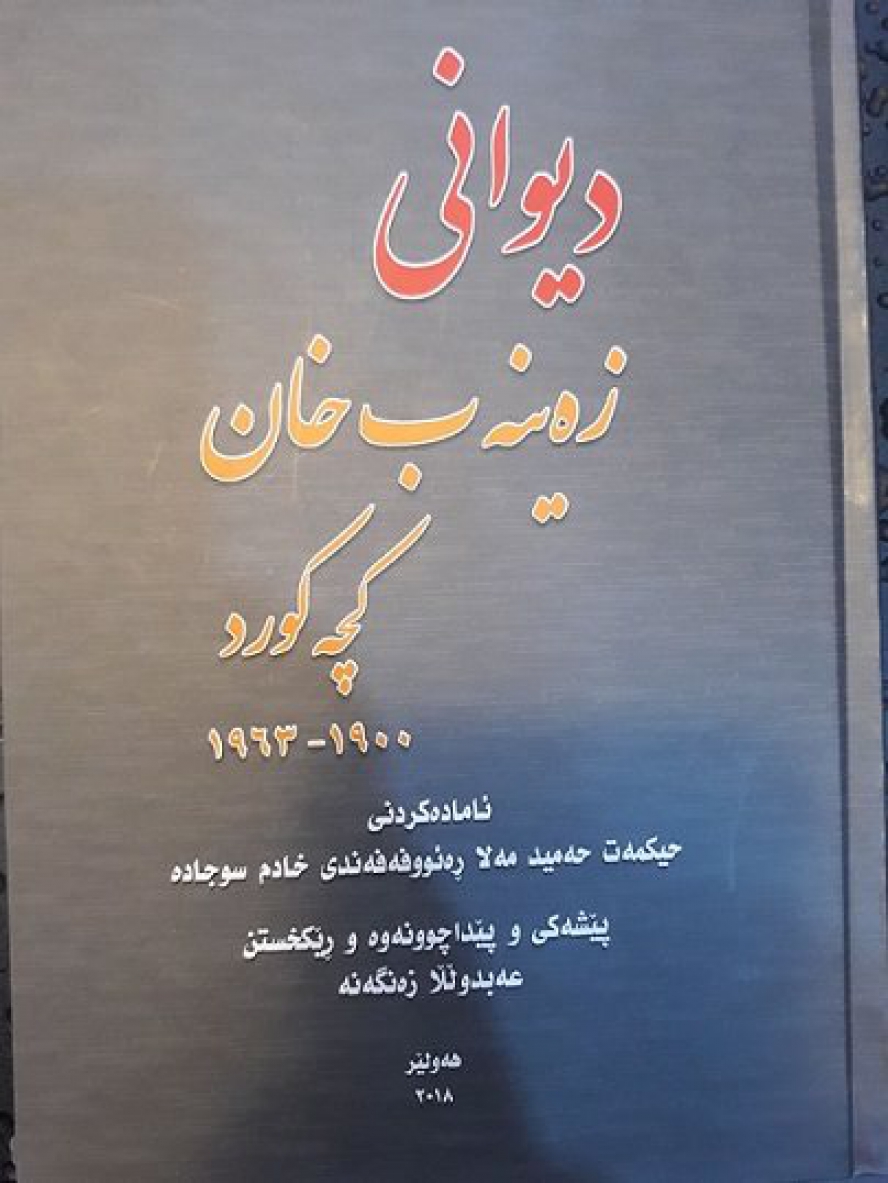 دیوانی
زەینەب خان
کچە کورد
١٩٠٠ - ١٩٦٣
ئامادەکردنی
حیکمەت حەمید مەلا ڕەئووفەفەندی خادم سوجادە
پێشەکی و پێداچوونەوە و ڕێکخستن
عەبدوڵڵا زەنگەنە
هەولێر
٢٠١٨